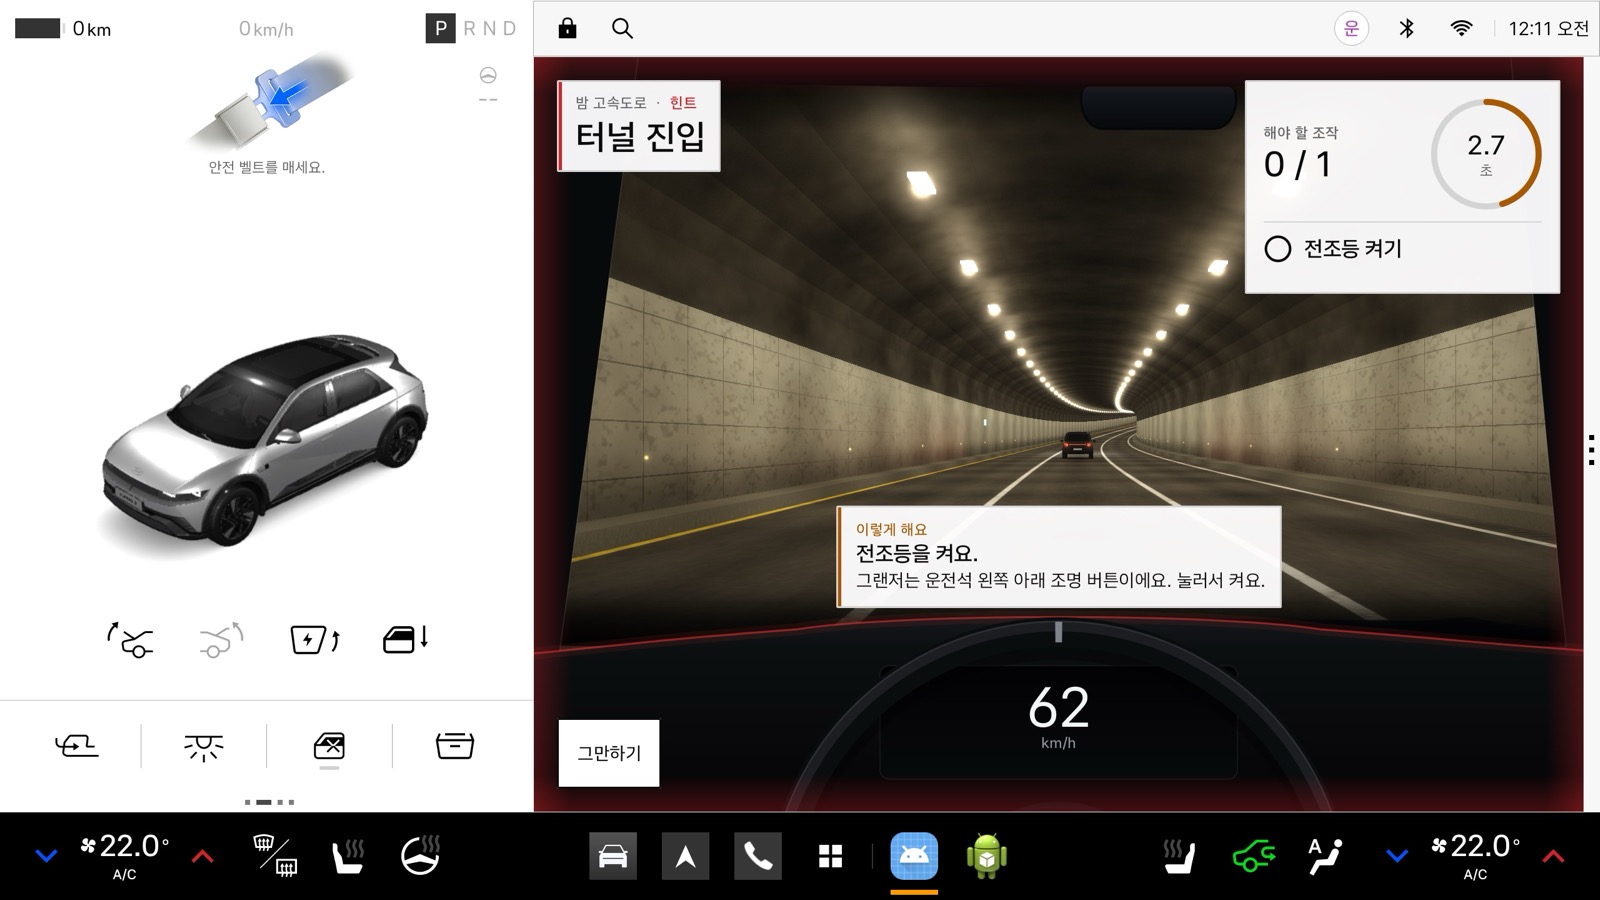 0 km
0 km/h
P R N D
안전 벨트를 매세요.
운
12:11 오전
밤 고속도로 · 힌트
터널 진입
해야 할 조작
0 / 1
2.7
초
전조등 켜기
이렇게 해요
전조등을 켜요.
그랜저는 운전석 왼쪽 아래 조명 버튼이에요. 눌러서 켜요.
62
km/h
그만하기
22.0°
A/C
A
22.0°
A/C